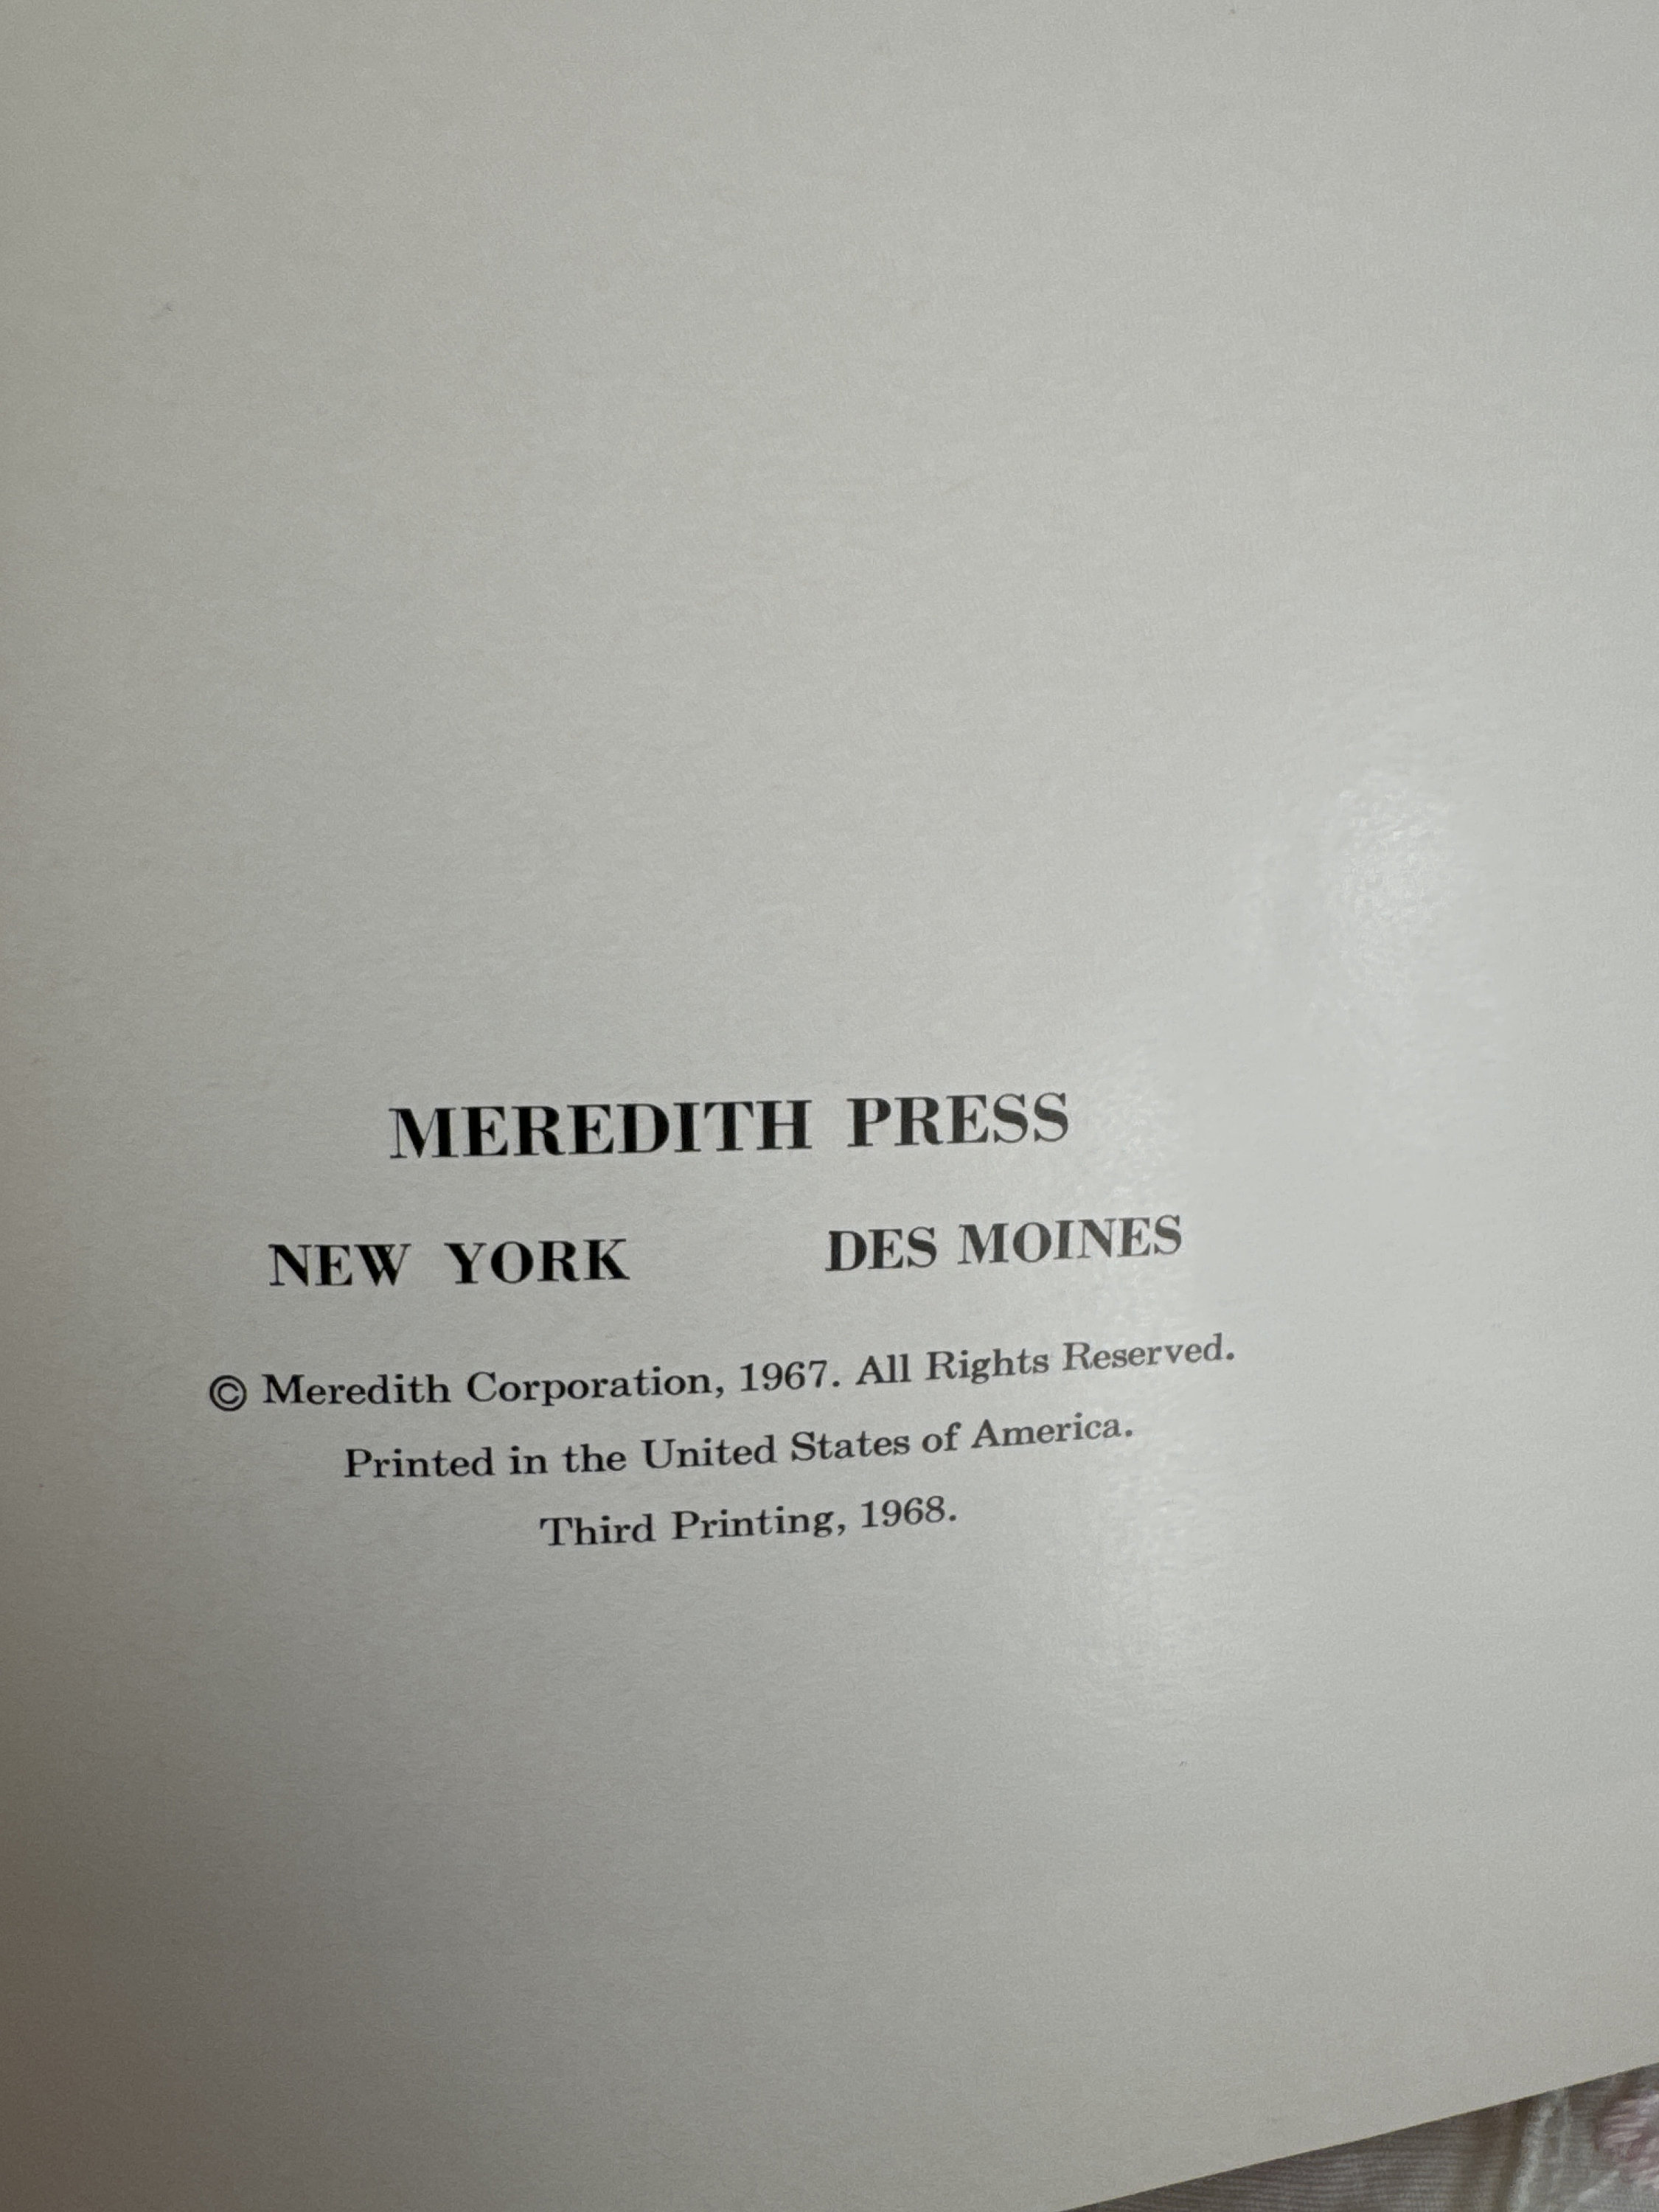 MEREDITH PRESS
NEW YORK DES MOINES
© Meredith Corporation, 1967. All Rights Reserved.
Printed in the United States of America.
Third Printing, 1968.